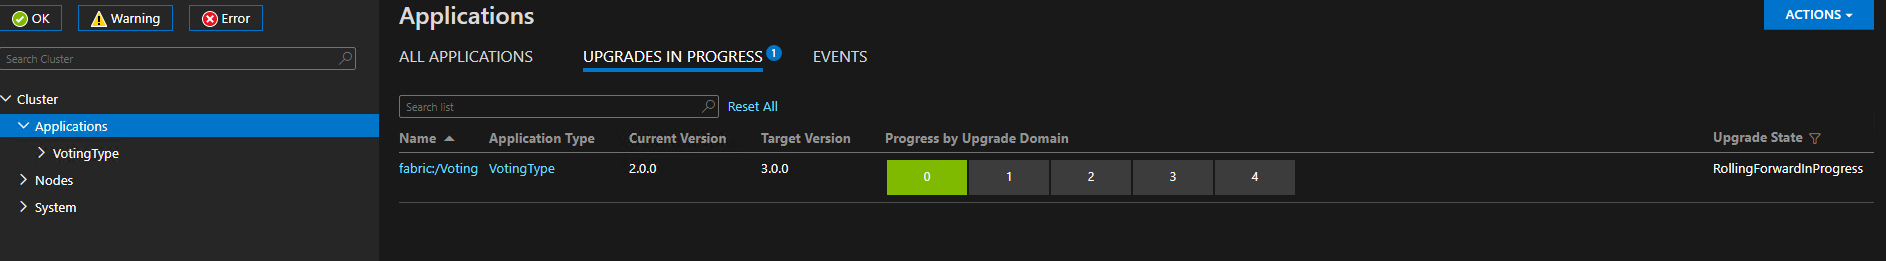 OK Warning Error
Search Cluster
Cluster
Applications
VotingType
Nodes
System
Applications
ACTIONS
ALL APPLICATIONS UPGRADES IN PROGRESS 1 EVENTS
Search list Reset All
Name Application Type Current Version Target Version Progress by Upgrade Domain Upgrade State
fabric:/Voting VotingType 2.0.0 3.0.0 0 1 2 3 4 RollingForwardInProgress